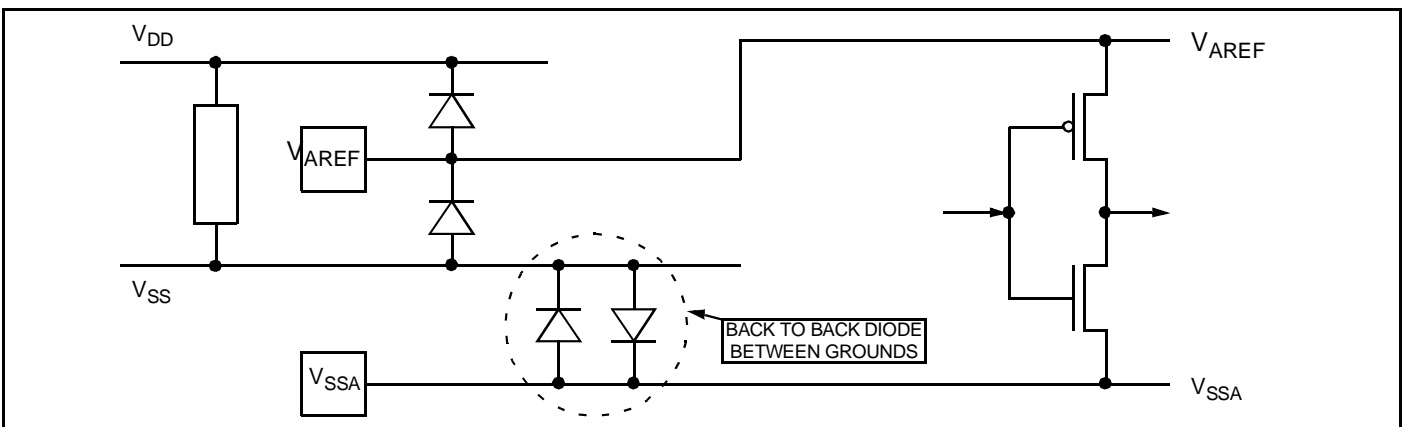 VDD
VAREF
VAREF
VSS
BACK TO BACK DIODE
BETWEEN GROUNDS
VSSA
VSSA